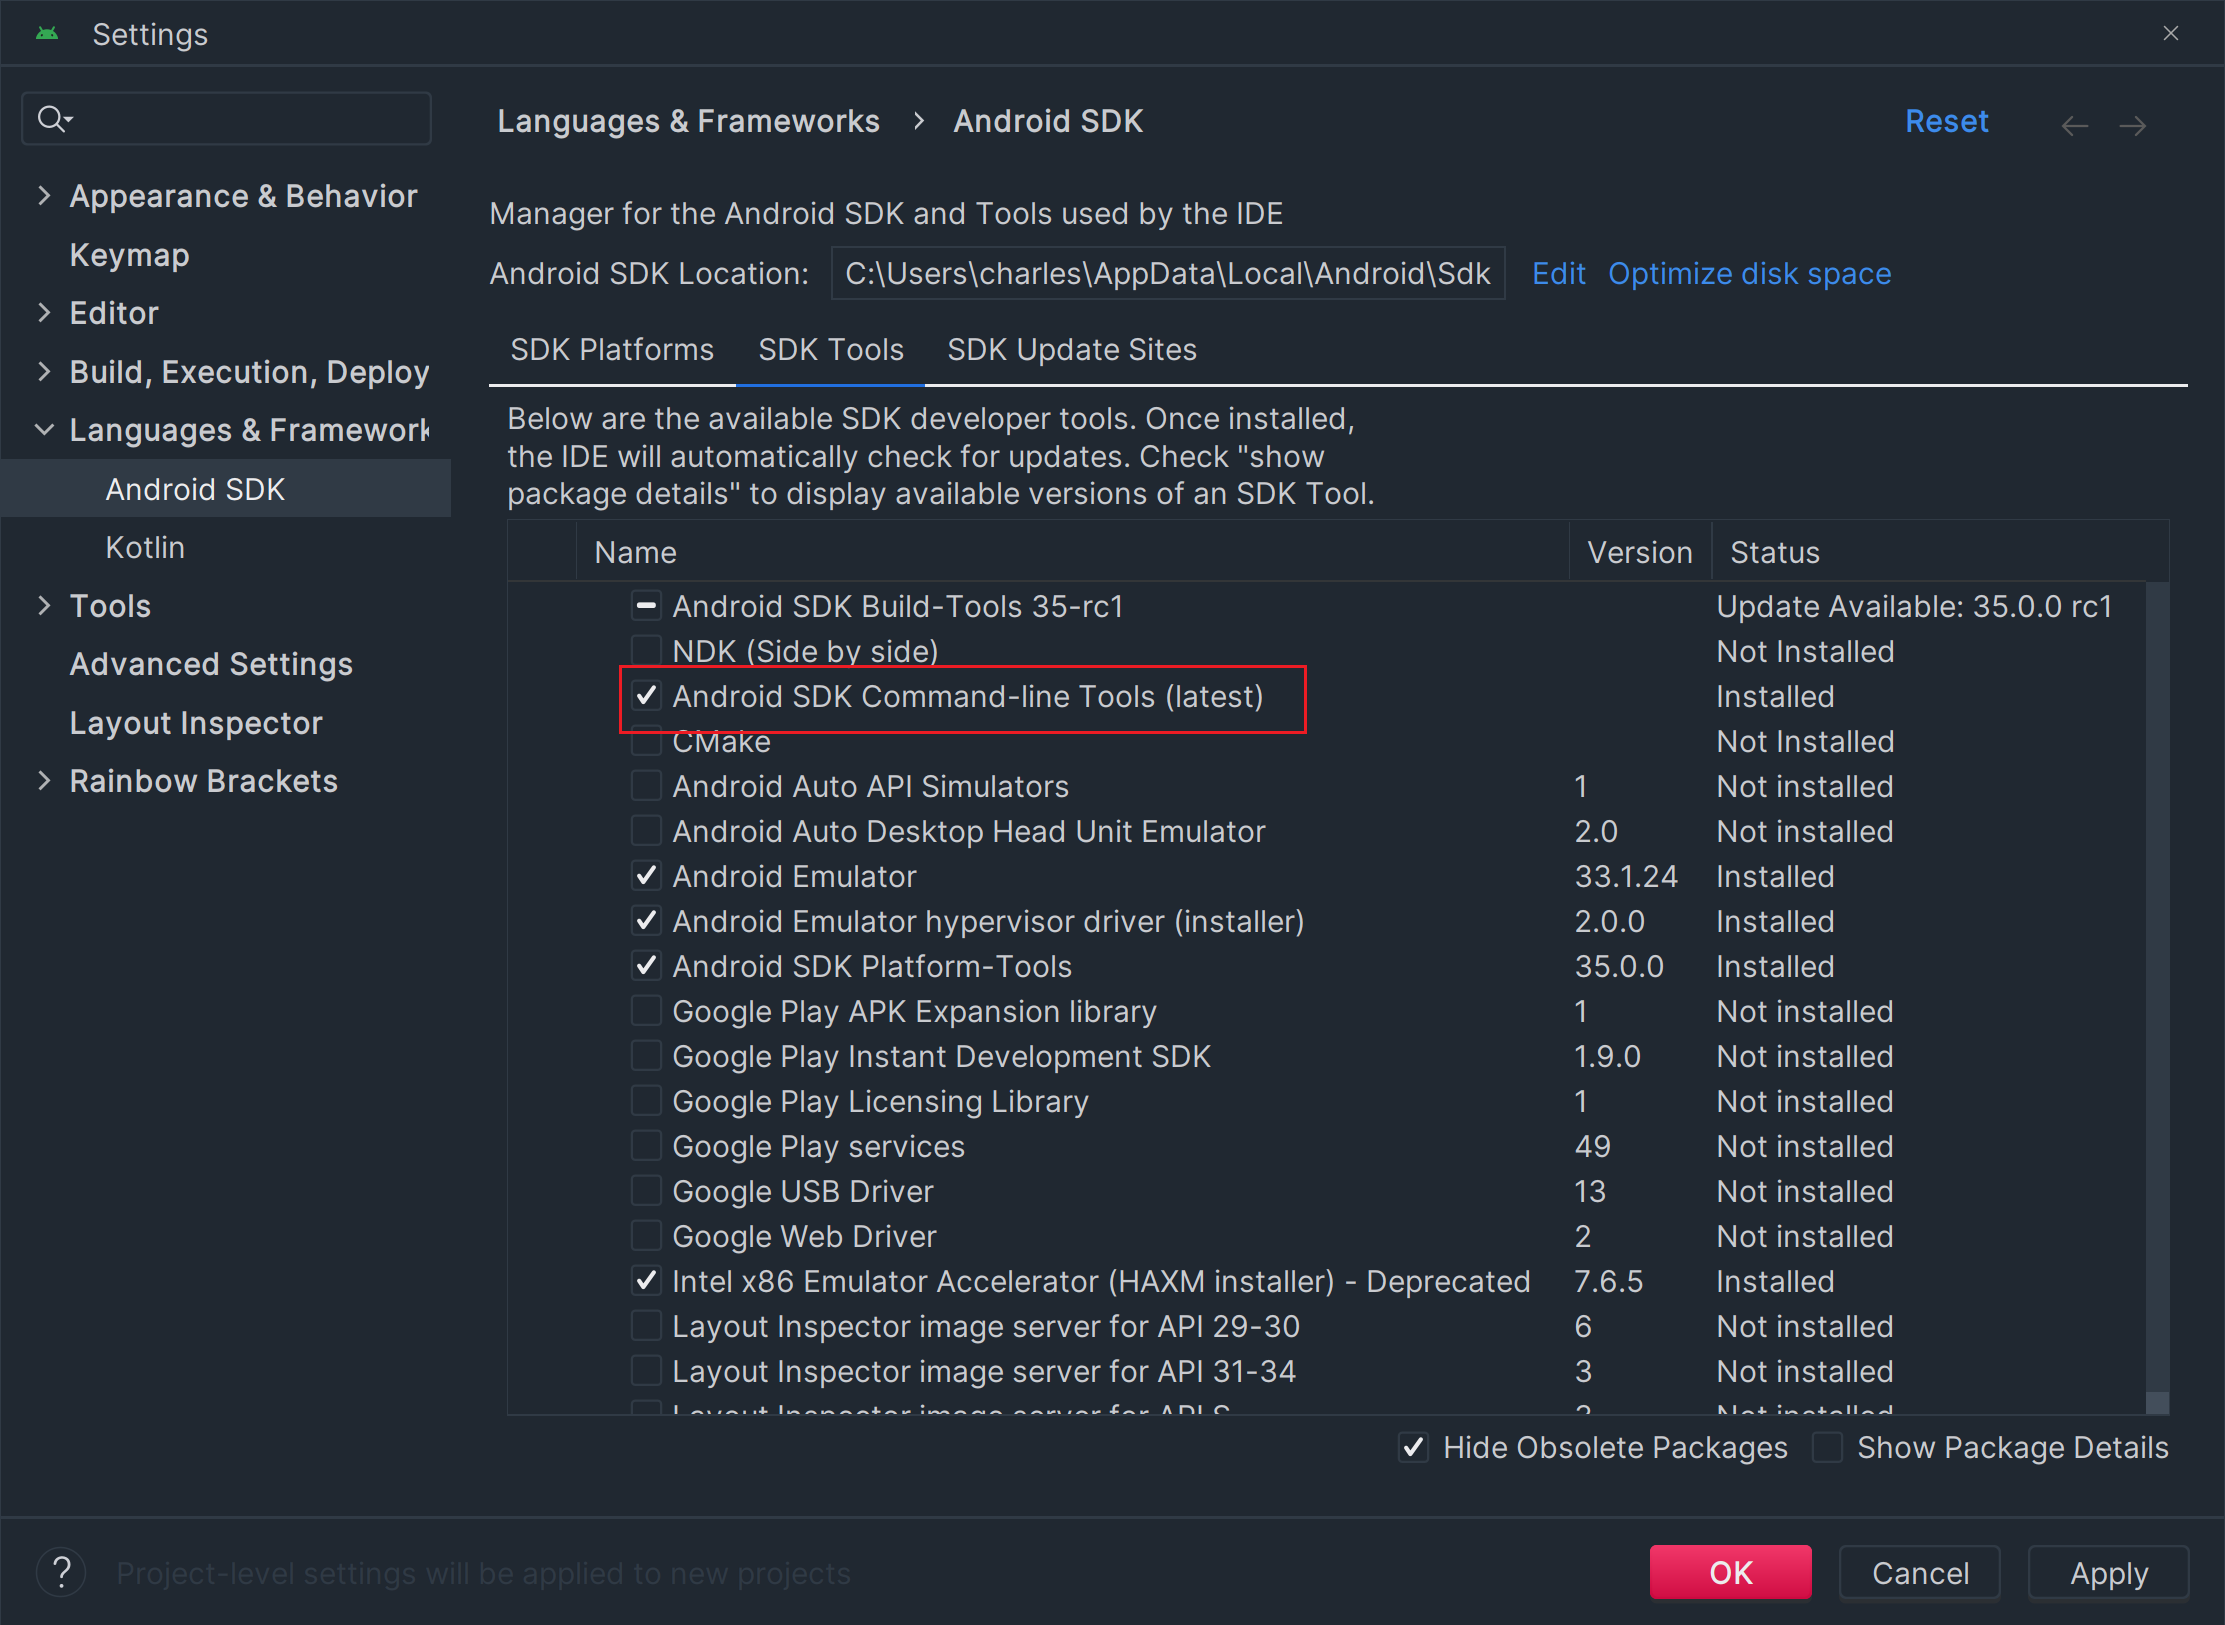 Settings
Languages & Frameworks › Android SDK
Reset
Appearance & Behavior
Keymap
Editor
Build, Execution, Deploy
Languages & Framework
Android SDK
Kotlin
Tools
Advanced Settings
Layout Inspector
Rainbow Brackets
Manager for the Android SDK and Tools used by the IDE
Android SDK Location: C:\Users\charles\AppData\Local\Android\Sdk Edit Optimize disk space
SDK Platforms SDK Tools SDK Update Sites
Below are the available SDK developer tools. Once installed,
the IDE will automatically check for updates. Check "show
package details" to display available versions of an SDK Tool.
Name Version Status
Android SDK Build-Tools 35-rc1 Update Available: 35.0.0 rc1
NDK (Side by side) Not Installed
Android SDK Command-line Tools (latest) Installed
CMake Not Installed
Android Auto API Simulators 1 Not installed
Android Auto Desktop Head Unit Emulator 2.0 Not installed
Android Emulator 33.1.24 Installed
Android Emulator hypervisor driver (installer) 2.0.0 Installed
Android SDK Platform-Tools 35.0.0 Installed
Google Play APK Expansion library 1 Not installed
Google Play Instant Development SDK 1.9.0 Not installed
Google Play Licensing Library 1 Not installed
Google Play services 49 Not installed
Google USB Driver 13 Not installed
Google Web Driver 2 Not installed
Intel x86 Emulator Accelerator (HAXM installer) - Deprecated 7.6.5 Installed
Layout Inspector image server for API 29-30 6 Not installed
Layout Inspector image server for API 31-34 3 Not installed
Layout Inspector image server for API S Not installed
Hide Obsolete Packages Show Package Details
? Project-level settings will be applied to new projects
OK Cancel Apply